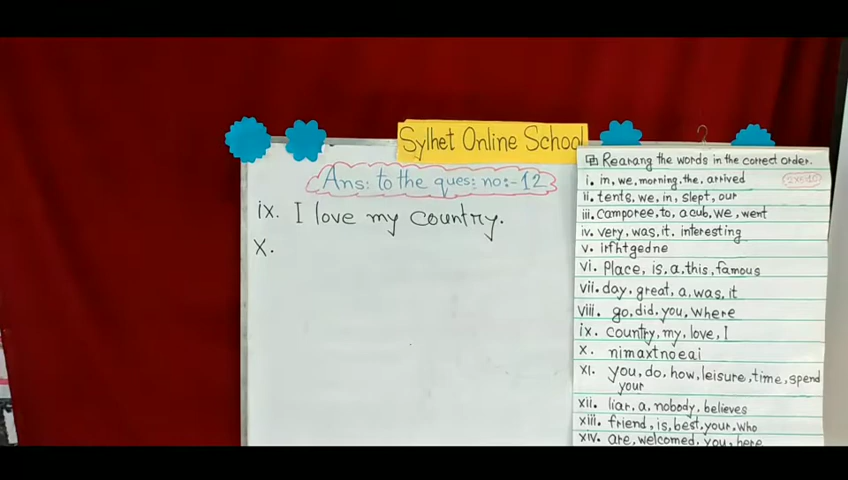 Sylhet Online School
Ans: to the ques: no:-12
ix. I love my country.
x.
Rearang the words in the correct order.
i. in, we, morning, the, arrived
ii. tents, we, in, slept, our
iii. camporee, to, a cub, we, went
iv. very, was, it, interesting
v. irfhtgedne
vi. Place, is, a, this, famous
vii. day, great, a, was, it
viii. go, did, you, where
ix. country, my, love, I
x. nimaxtnoeai
xi. you, do, how, leisure, time, spend
your
xii. liar, a, nobody, believes
xiii. friend, is, best, your, who
xiv. are, welcomed, you, here